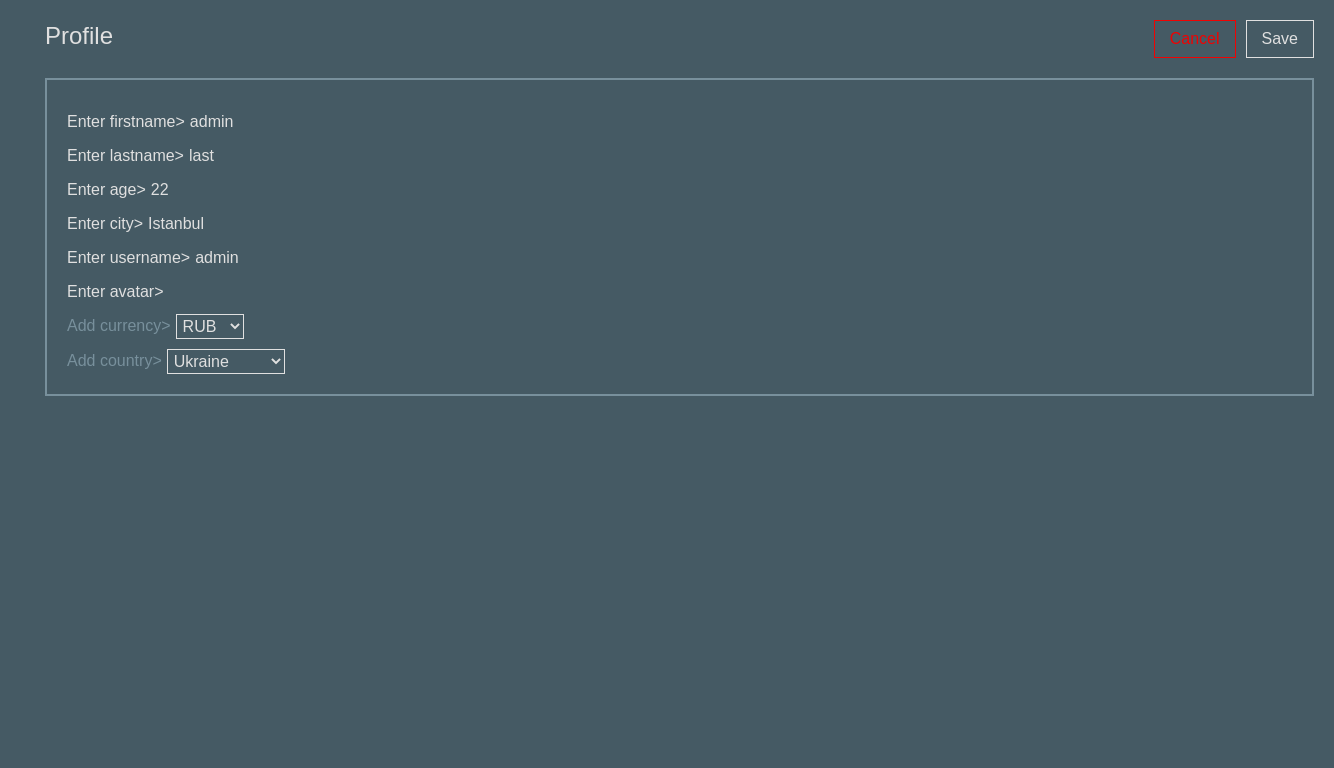 Profile
Cancel
Save
Enter firstname> admin
Enter lastname> last
Enter age> 22
Enter city> Istanbul
Enter username> admin
Enter avatar>
Add currency> RUB
Add country> Ukraine